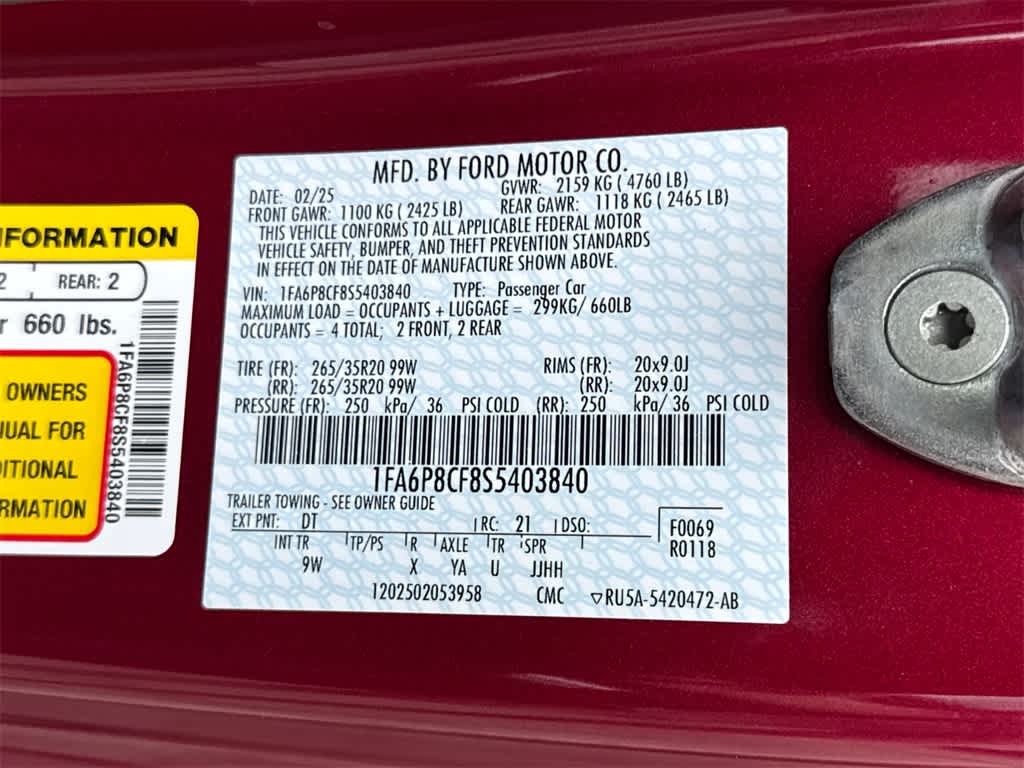 INFORMATION
2 REAR: 2
660 lbs.
OWNERS
FOR
1FA6P8CF8S5403840
MFD. BY FORD MOTOR CO.
DATE: 02/25 GVWR: 2159 KG ( 4760 LB)
FRONT GAWR: 1100 KG ( 2425 LB) REAR GAWR: 1118 KG ( 2465 LB)
THIS VEHICLE CONFORMS TO ALL APPLICABLE FEDERAL MOTOR
VEHICLE SAFETY, BUMPER, AND THEFT PREVENTION STANDARDS
IN EFFECT ON THE DATE OF MANUFACTURE SHOWN ABOVE.
VIN: 1FA6P8CF8S5403840 TYPE: Passenger Car
MAXIMUM LOAD = OCCUPANTS + LUGGAGE = 299KG/ 660LB
OCCUPANTS = 4 TOTAL; 2 FRONT, 2 REAR
TIRE (FR): 265/35R20 99W RIMS (FR): 20x9.0J
(RR): 265/35R20 99W (RR): 20x9.0J
PRESSURE (FR): 250 kPa/ 36 PSI COLD (RR): 250 kPa/ 36 PSI COLD
1FA6P8CF8S5403840
TRAILER TOWING - SEE OWNER GUIDE
EXT PNT: DT RC: 21 DSO: F0069
R0118
INT TR TP/PS R AXLE TR SPR
9W X YA U JJHH
1202502053958 CMC ▽RU5A-5420472-AB